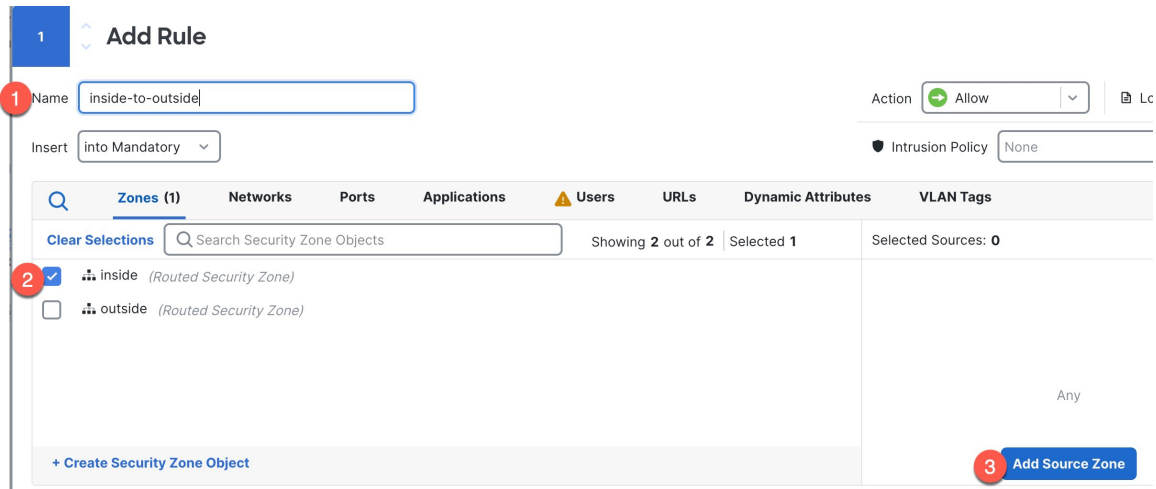 1 Add Rule
1 Name inside-to-outside Action Allow Lo
Insert into Mandatory Intrusion Policy None
Zones (1) Networks Ports Applications Users URLs Dynamic Attributes VLAN Tags
Clear Selections Search Security Zone Objects Showing 2 out of 2 Selected 1 Selected Sources: 0
2 inside (Routed Security Zone)
outside (Routed Security Zone)
Any
+ Create Security Zone Object 3 Add Source Zone